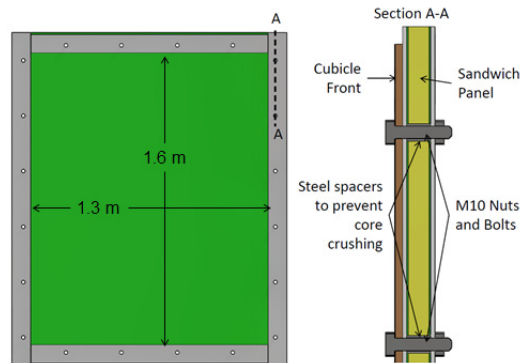 A
A
1.6 m
1.3 m
Section A-A
Cubicle
Front
Sandwich
Panel
Steel spacers
to prevent
core
crushing
M10 Nuts
and Bolts